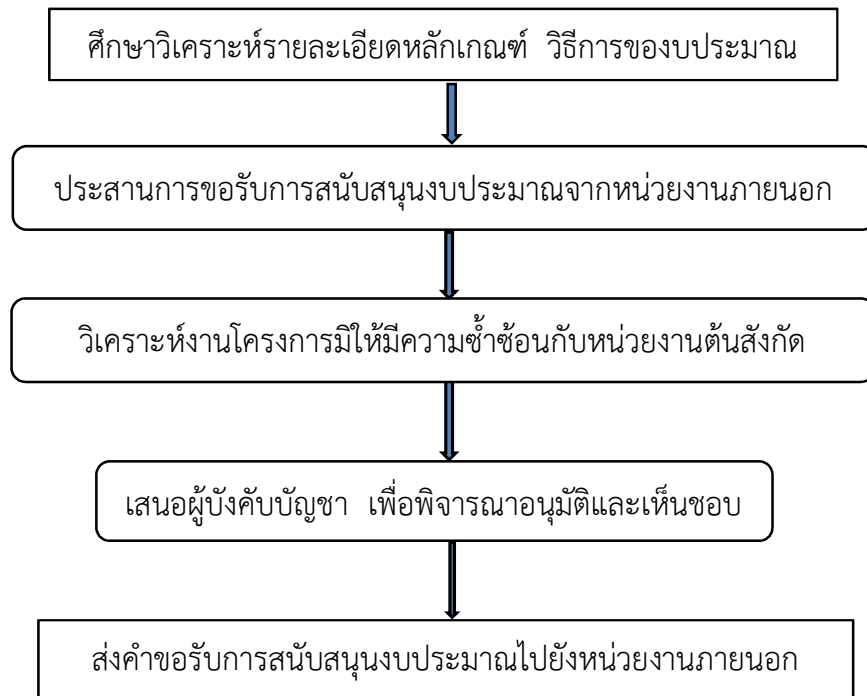 ศึกษาวิเคราะห์รายละเอียดหลักเกณฑ์ วิธีการของบประมาณ
ประสานการขอรับการสนับสนุนงบประมาณจากหน่วยงานภายนอก
วิเคราะห์งานโครงการมิให้มีความซ้ำซ้อนกับหน่วยงานต้นสังกัด
เสนอผู้บังคับบัญชา เพื่อพิจารณาอนุมัติและเห็นชอบ
ส่งคำขอรับการสนับสนุนงบประมาณไปยังหน่วยงานภายนอก